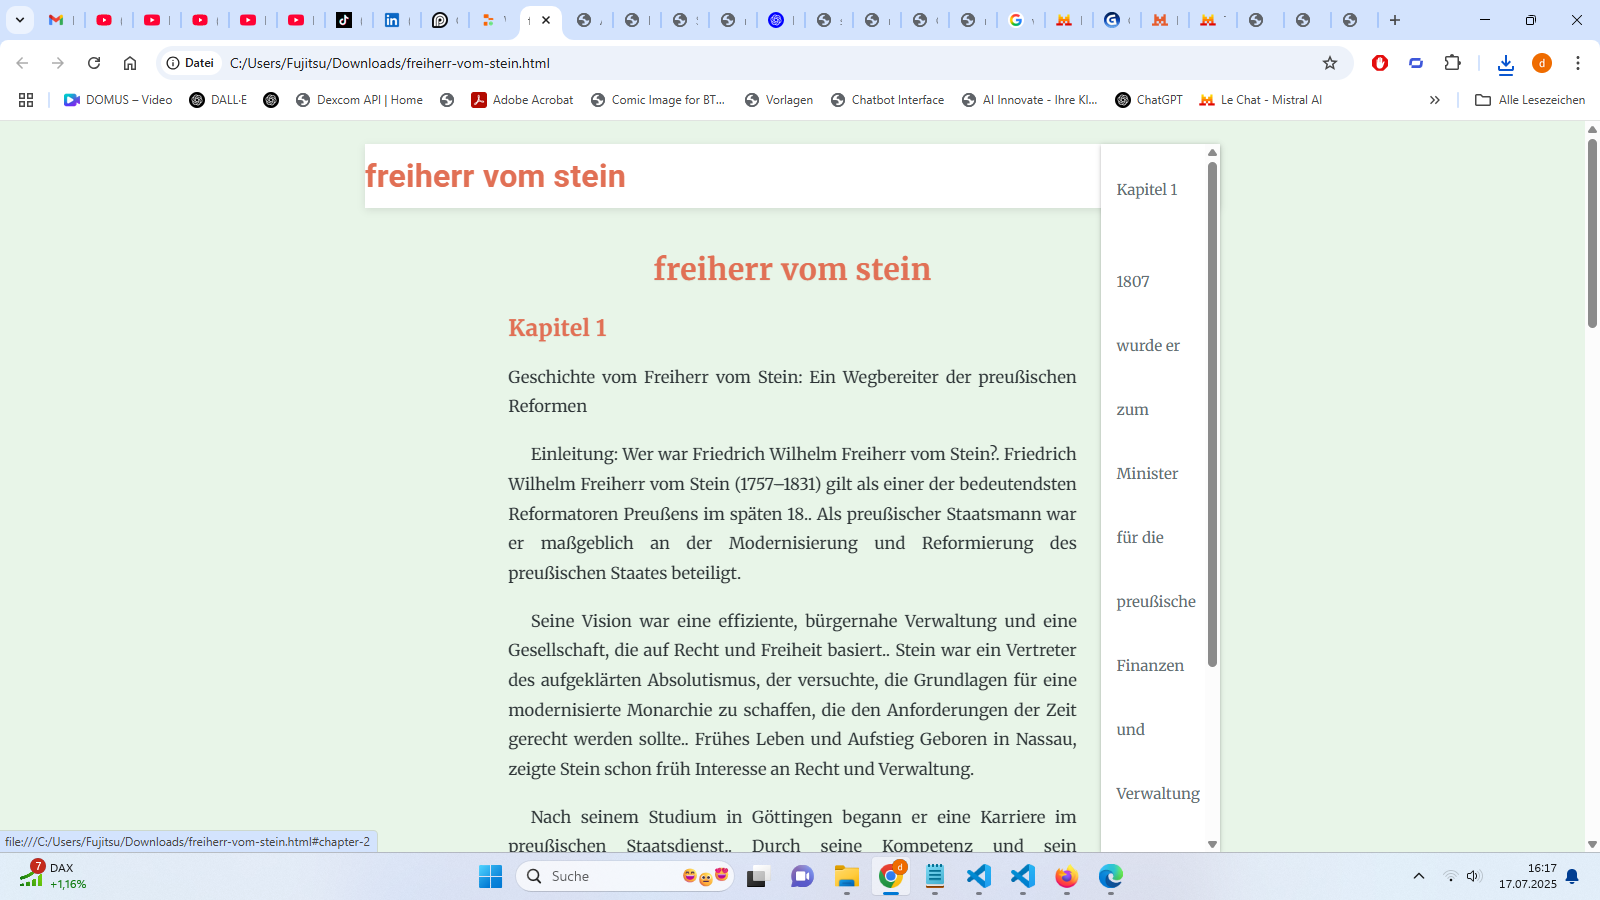 Datei
C:/Users/Fujitsu/Downloads/freiherr-vom-stein.html
d
DOMUS – Video
DALL·E
Dexcom API | Home
Adobe Acrobat
Comic Image for BT...
Vorlagen
Chatbot Interface
AI Innovate - Ihre KI...
ChatGPT
Le Chat - Mistral AI
Alle Lesezeichen
freiherr vom stein
freiherr vom stein
Kapitel 1
Geschichte vom Freiherr vom Stein: Ein Wegbereiter der preußischen
Reformen
Einleitung: Wer war Friedrich Wilhelm Freiherr vom Stein?. Friedrich
Wilhelm Freiherr vom Stein (1757–1831) gilt als einer der bedeutendsten
Reformatoren Preußens im späten 18.. Als preußischer Staatsmann war
er maßgeblich an der Modernisierung und Reformierung des
preußischen Staates beteiligt.
Seine Vision war eine effiziente, bürgernahe Verwaltung und eine
Gesellschaft, die auf Recht und Freiheit basiert.. Stein war ein Vertreter
des aufgeklärten Absolutismus, der versuchte, die Grundlagen für eine
modernisierte Monarchie zu schaffen, die den Anforderungen der Zeit
gerecht werden sollte.. Frühes Leben und Aufstieg Geboren in Nassau,
zeigte Stein schon früh Interesse an Recht und Verwaltung.
Nach seinem Studium in Göttingen begann er eine Karriere im
preußischen Staatsdienst.. Durch seine Kompetenz und sein
Kapitel 1
1807
wurde er
zum
Minister
für die
preußische
Finanzen
und
Verwaltung
file:///C:/Users/Fujitsu/Downloads/freiherr-vom-stein.html#chapter-2
7
DAX
+1,16%
Suche
d
16:17
17.07.2025